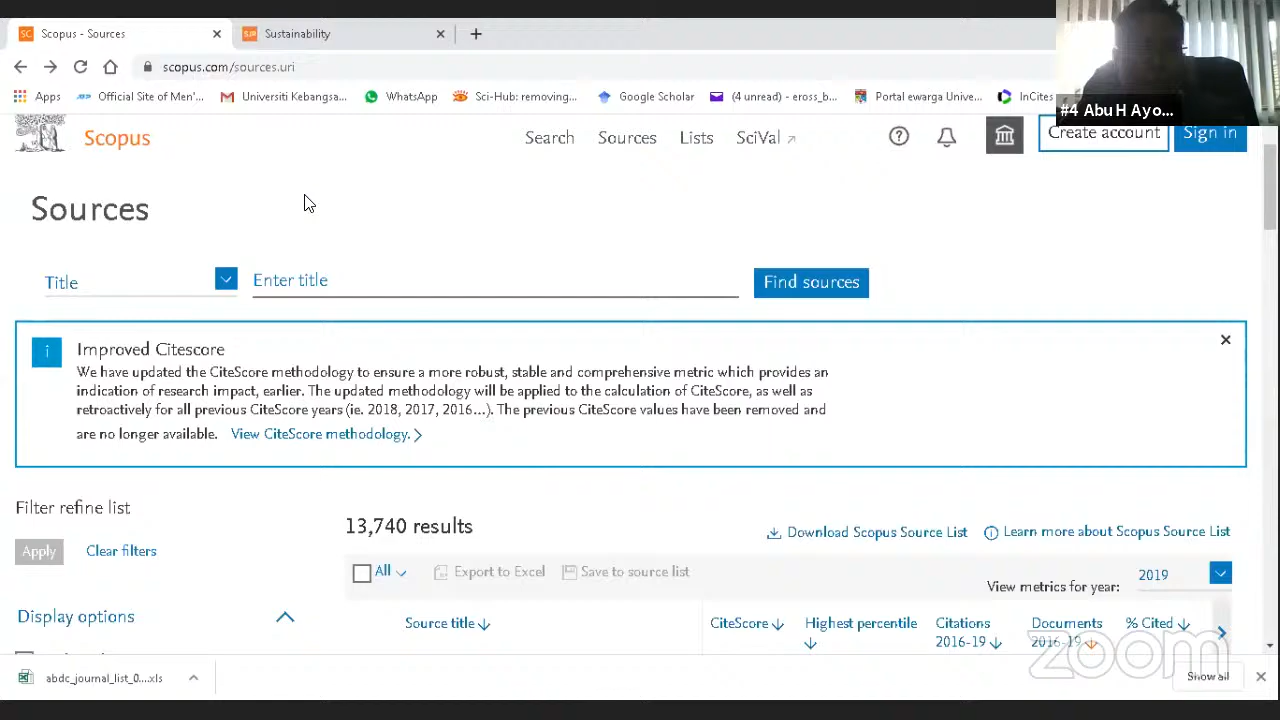 Scopus - Sources
Sustainability
scopus.com/sources.uri
Apps Official Site of Men'... Universiti Kebangsa... WhatsApp Sci-Hub: removing... Google Scholar (4 unread) - eross_b... Portal ewarga Unive... InCites
#4 Abu H Ayo...
Scopus
Search Sources Lists SciVal
Create account Sign in
Sources
Title Enter title Find sources
i Improved Citescore
We have updated the CiteScore methodology to ensure a more robust, stable and comprehensive metric which provides an
indication of research impact, earlier. The updated methodology will be applied to the calculation of CiteScore, as well as
retroactively for all previous CiteScore years (ie. 2018, 2017, 2016...). The previous CiteScore values have been removed and
are no longer available. View CiteScore methodology.
Filter refine list
Apply Clear filters
Display options
13,740 results
Download Scopus Source List Learn more about Scopus Source List
All Export to Excel Save to source list
View metrics for year: 2019
Source title CiteScore Highest percentile Citations 2016-19 Documents 2016-19 % Cited
zoom
abdc_journal_list_0....xls
Show all